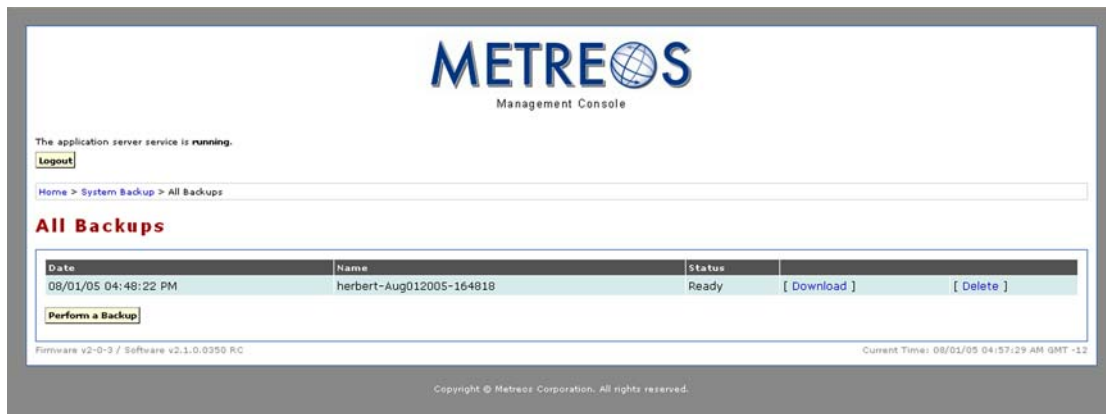 METREOS
Management Console
The application server service is running.
Logout
Home > System Backup > All Backups
All Backups
Date Name Status
08/01/05 04:48:22 PM herbert-Aug012005-164818 Ready [ Download ] [ Delete ]
Perform a Backup
Firmware v2-0-3 / Software v2.1.0.0350 RC Current Time: 08/01/05 04:57:29 AM GMT -12
Copyright © Metreos Corporation. All rights reserved.